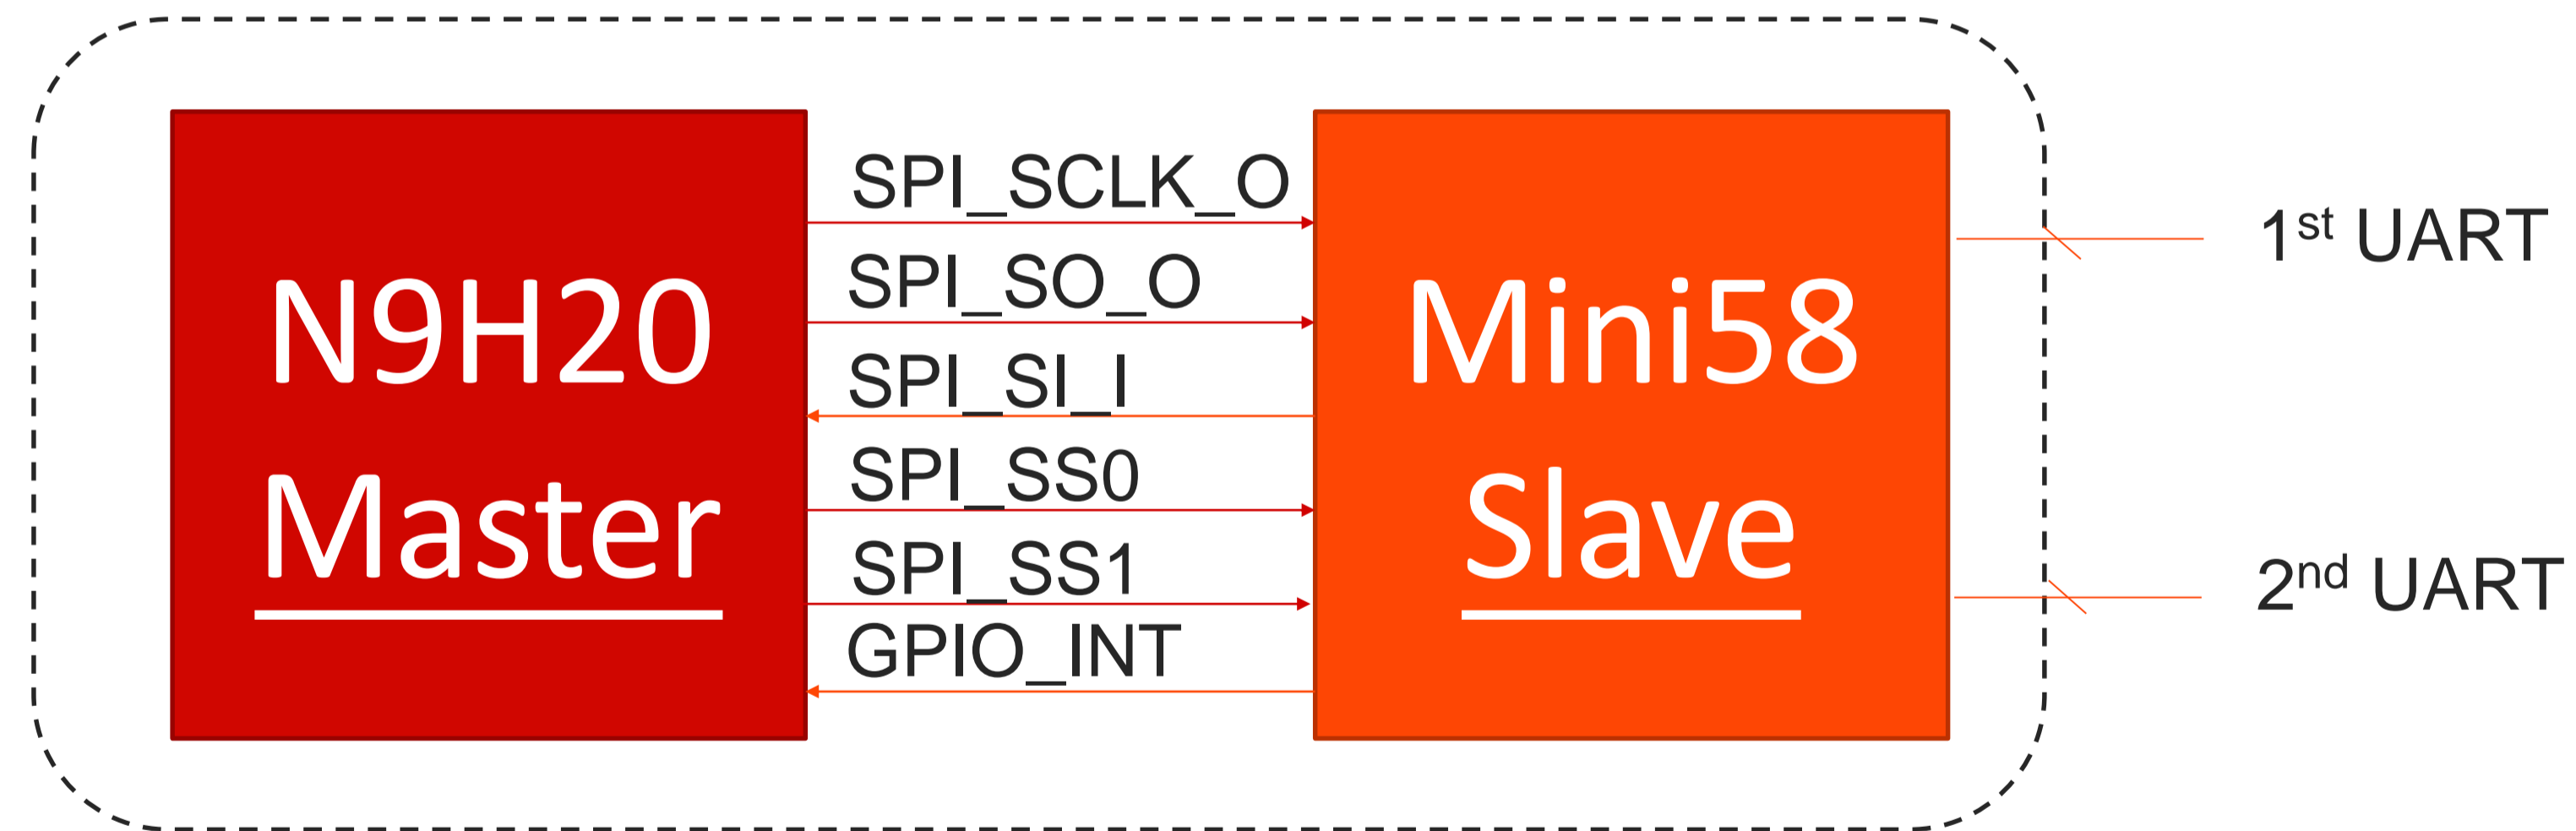 N9H20
Master
SPI_SCLK_O
SPI_SO_O
SPI_SI_I
SPI_SS0
SPI_SS1
GPIO_INT
Mini58
Slave
1st UART
2nd UART